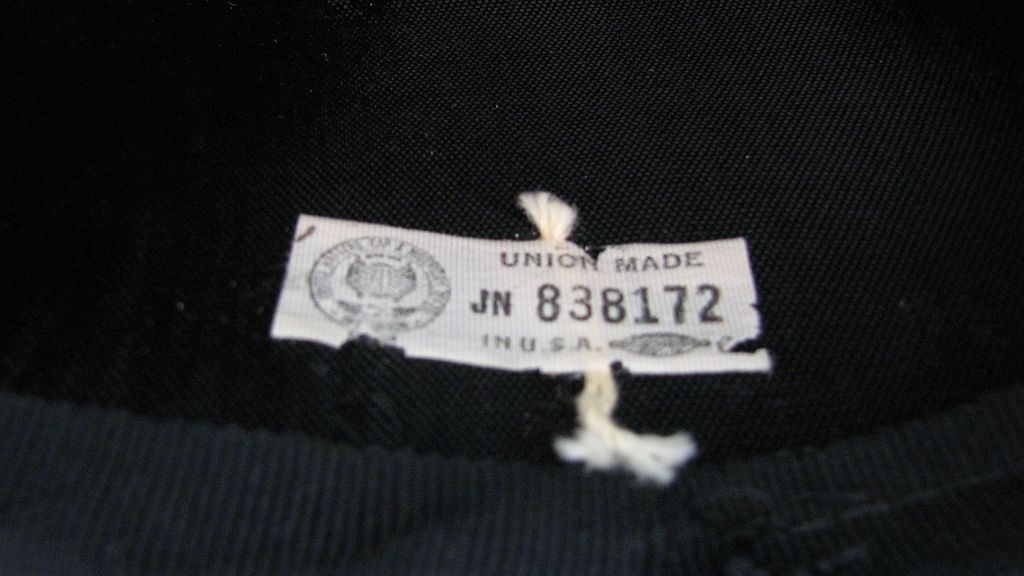 UNION MADE
JN 838172
IN U.S.A.